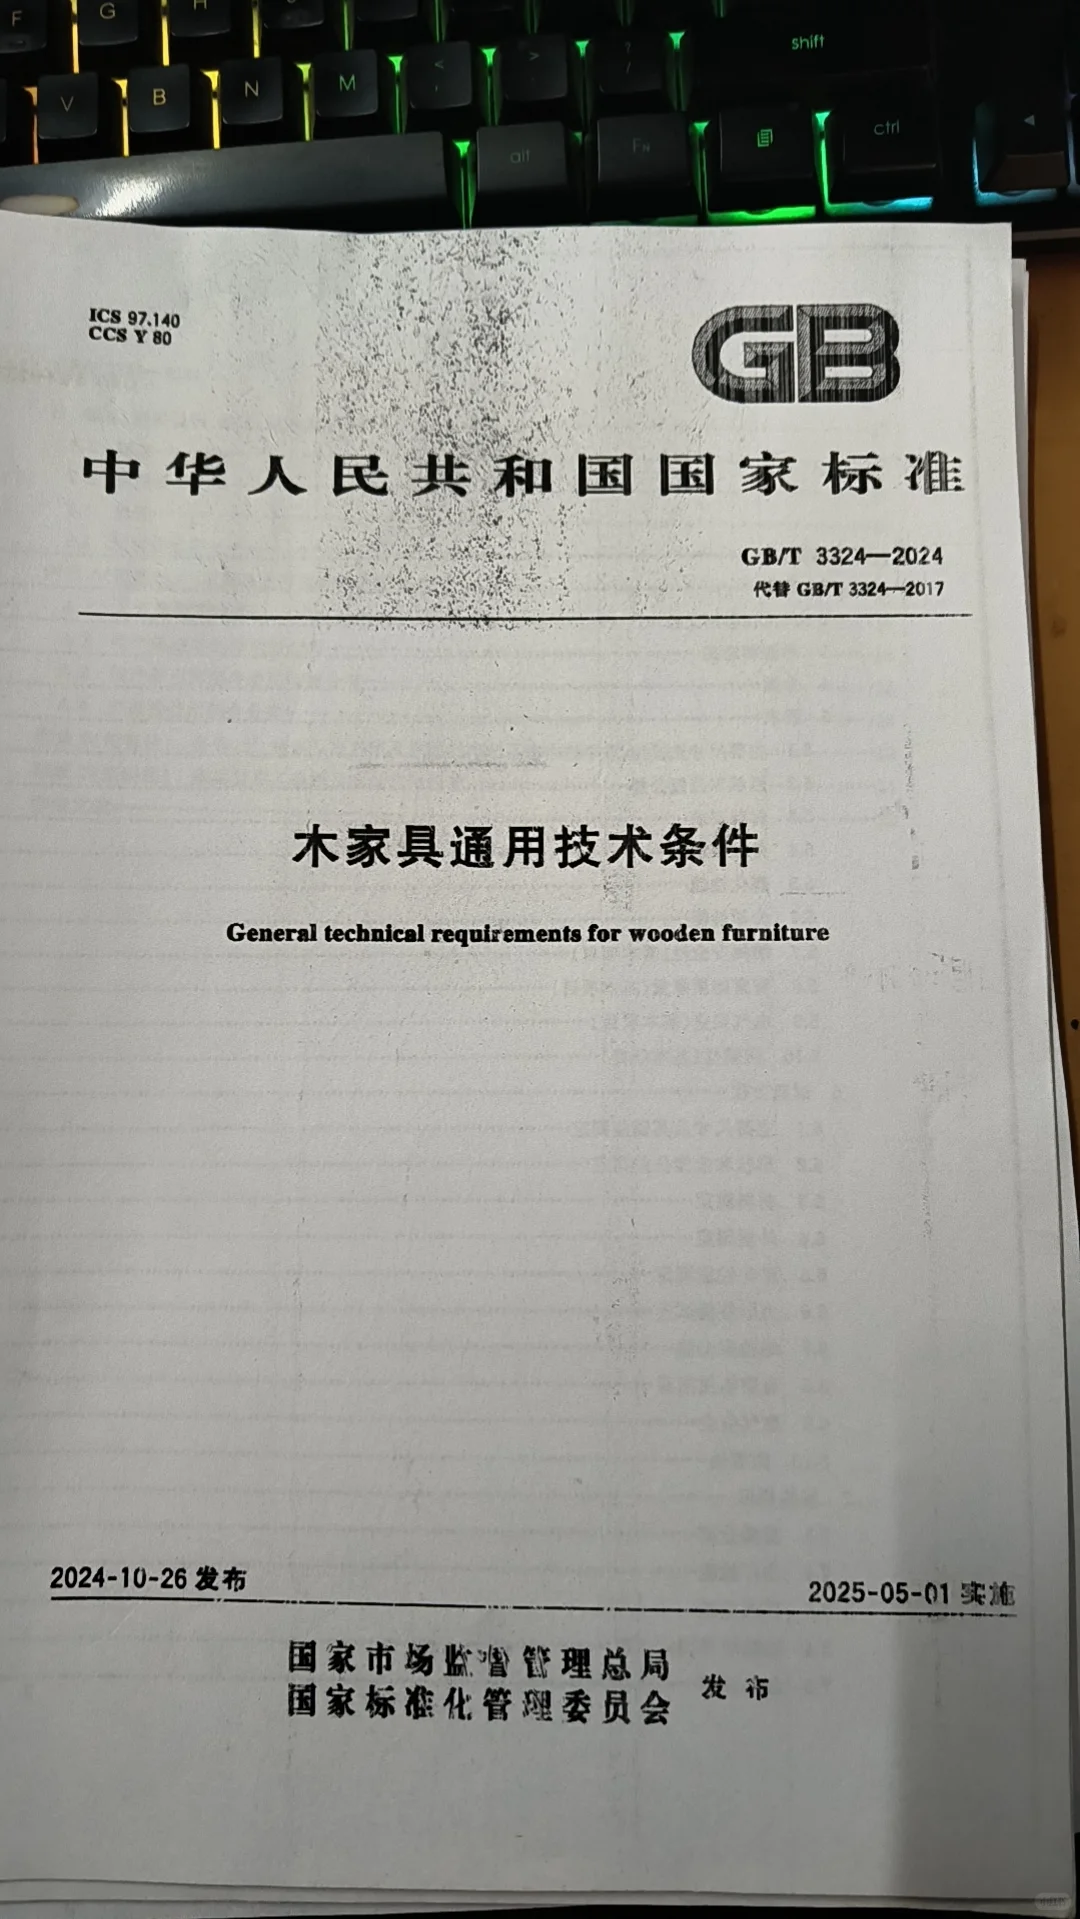 F G H
V B N M < , > . ? / shift
alt FN ctrl
ICS 97.140
CCS Y 80
GB
中华人民共和国国家标准
GB/T 3324—2024
代替 GB/T 3324—2017
木家具通用技术条件
General technical requirements for wooden furniture
2024-10-26 发布
2025-05-01 实施
国家市场监督管理总局
国家标准化管理委员会
发布